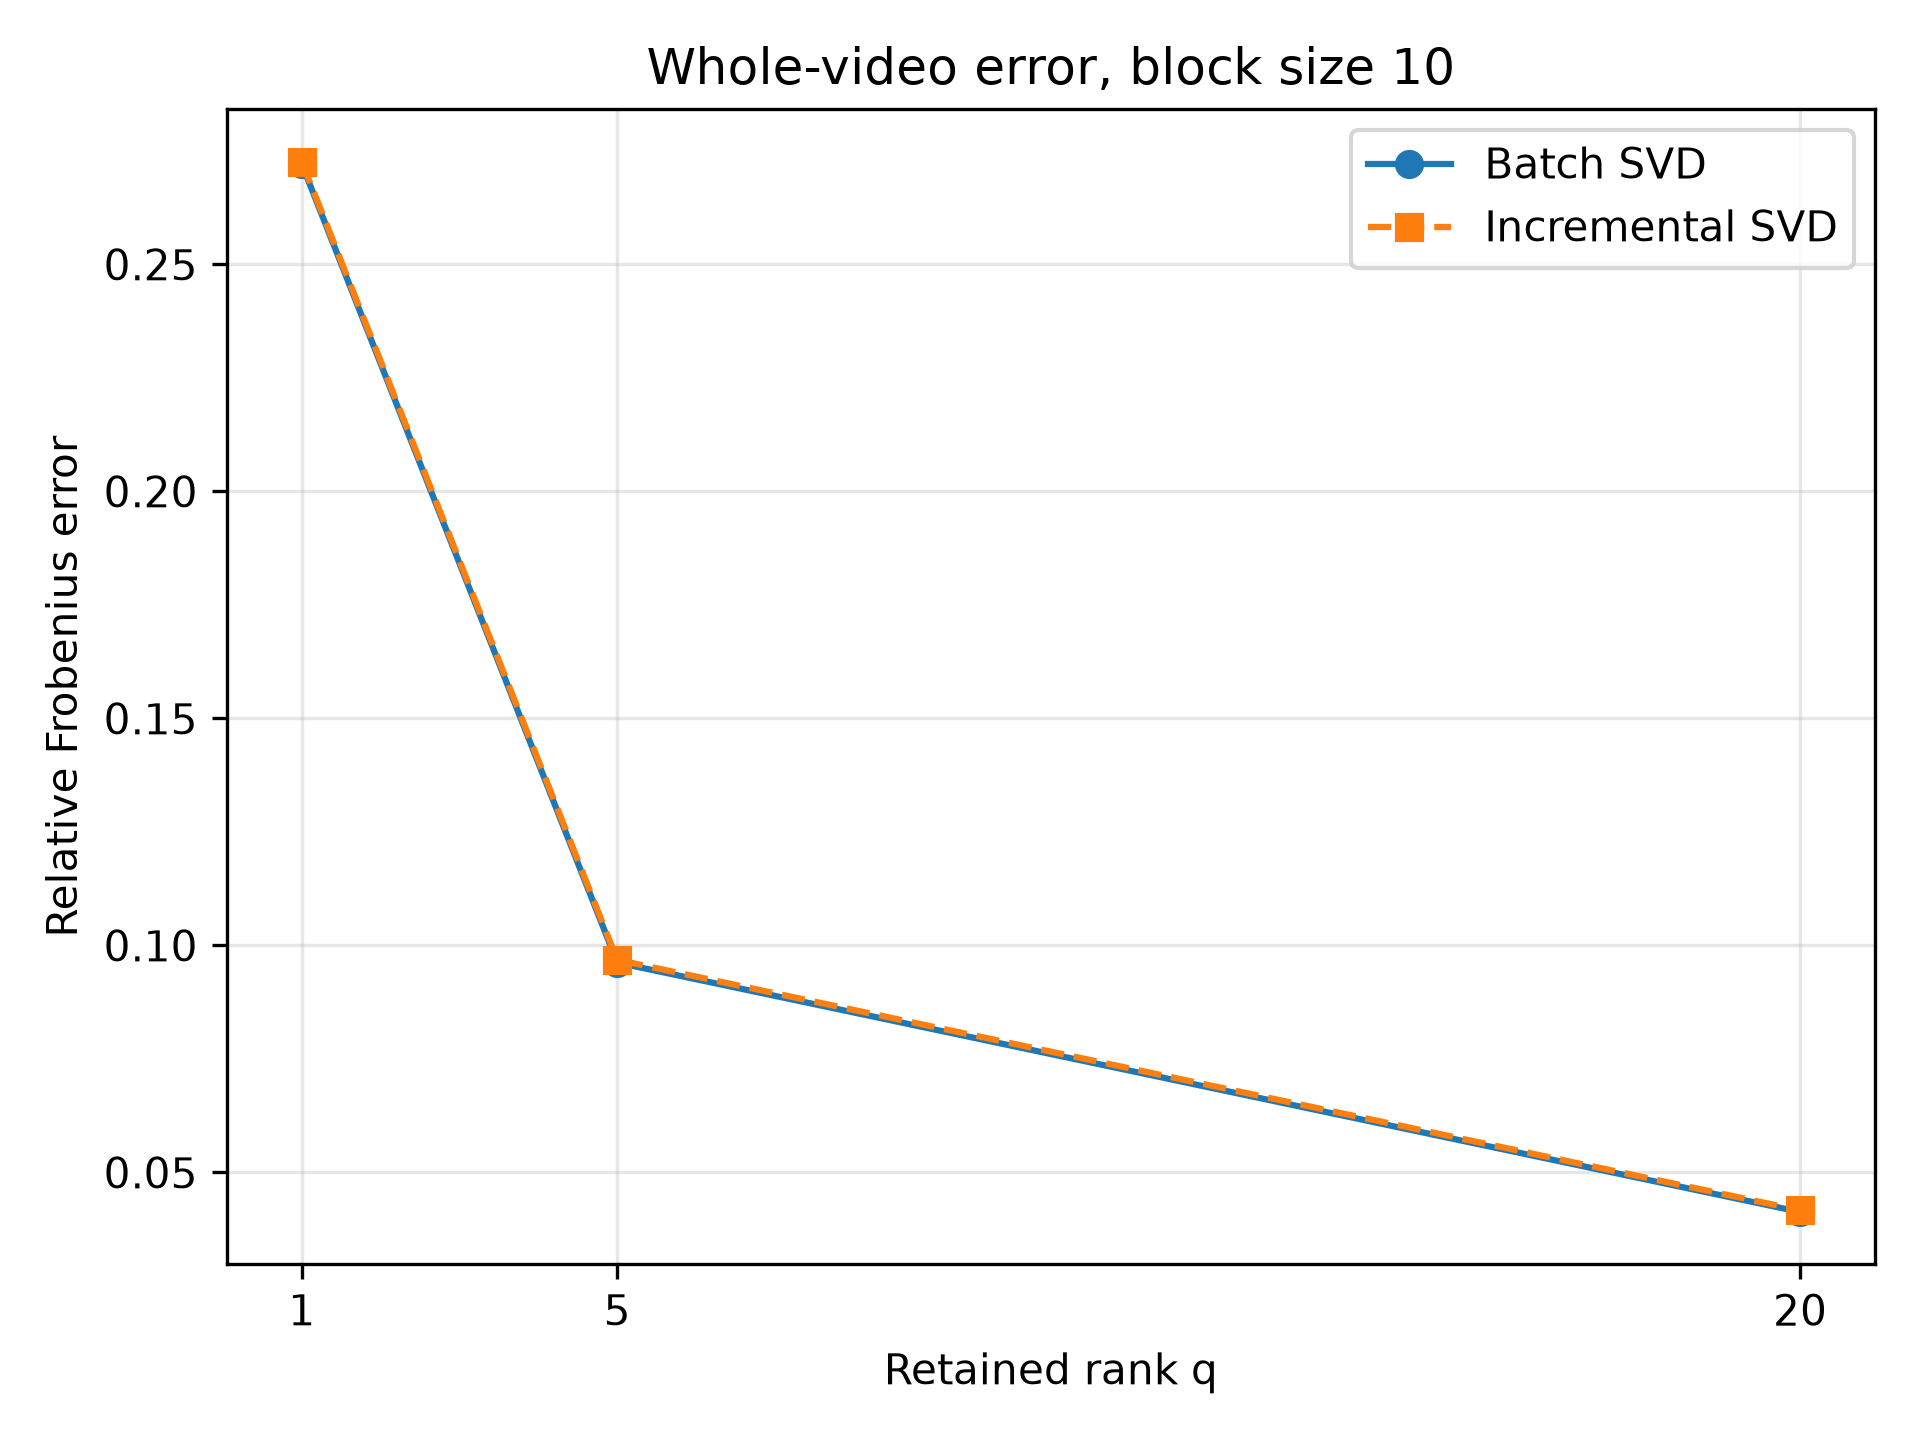 Whole-video error, block size 10
Batch SVD
Incremental SVD
Relative Frobenius error
0.25
0.20
0.15
0.10
0.05
1 5 20
Retained rank q